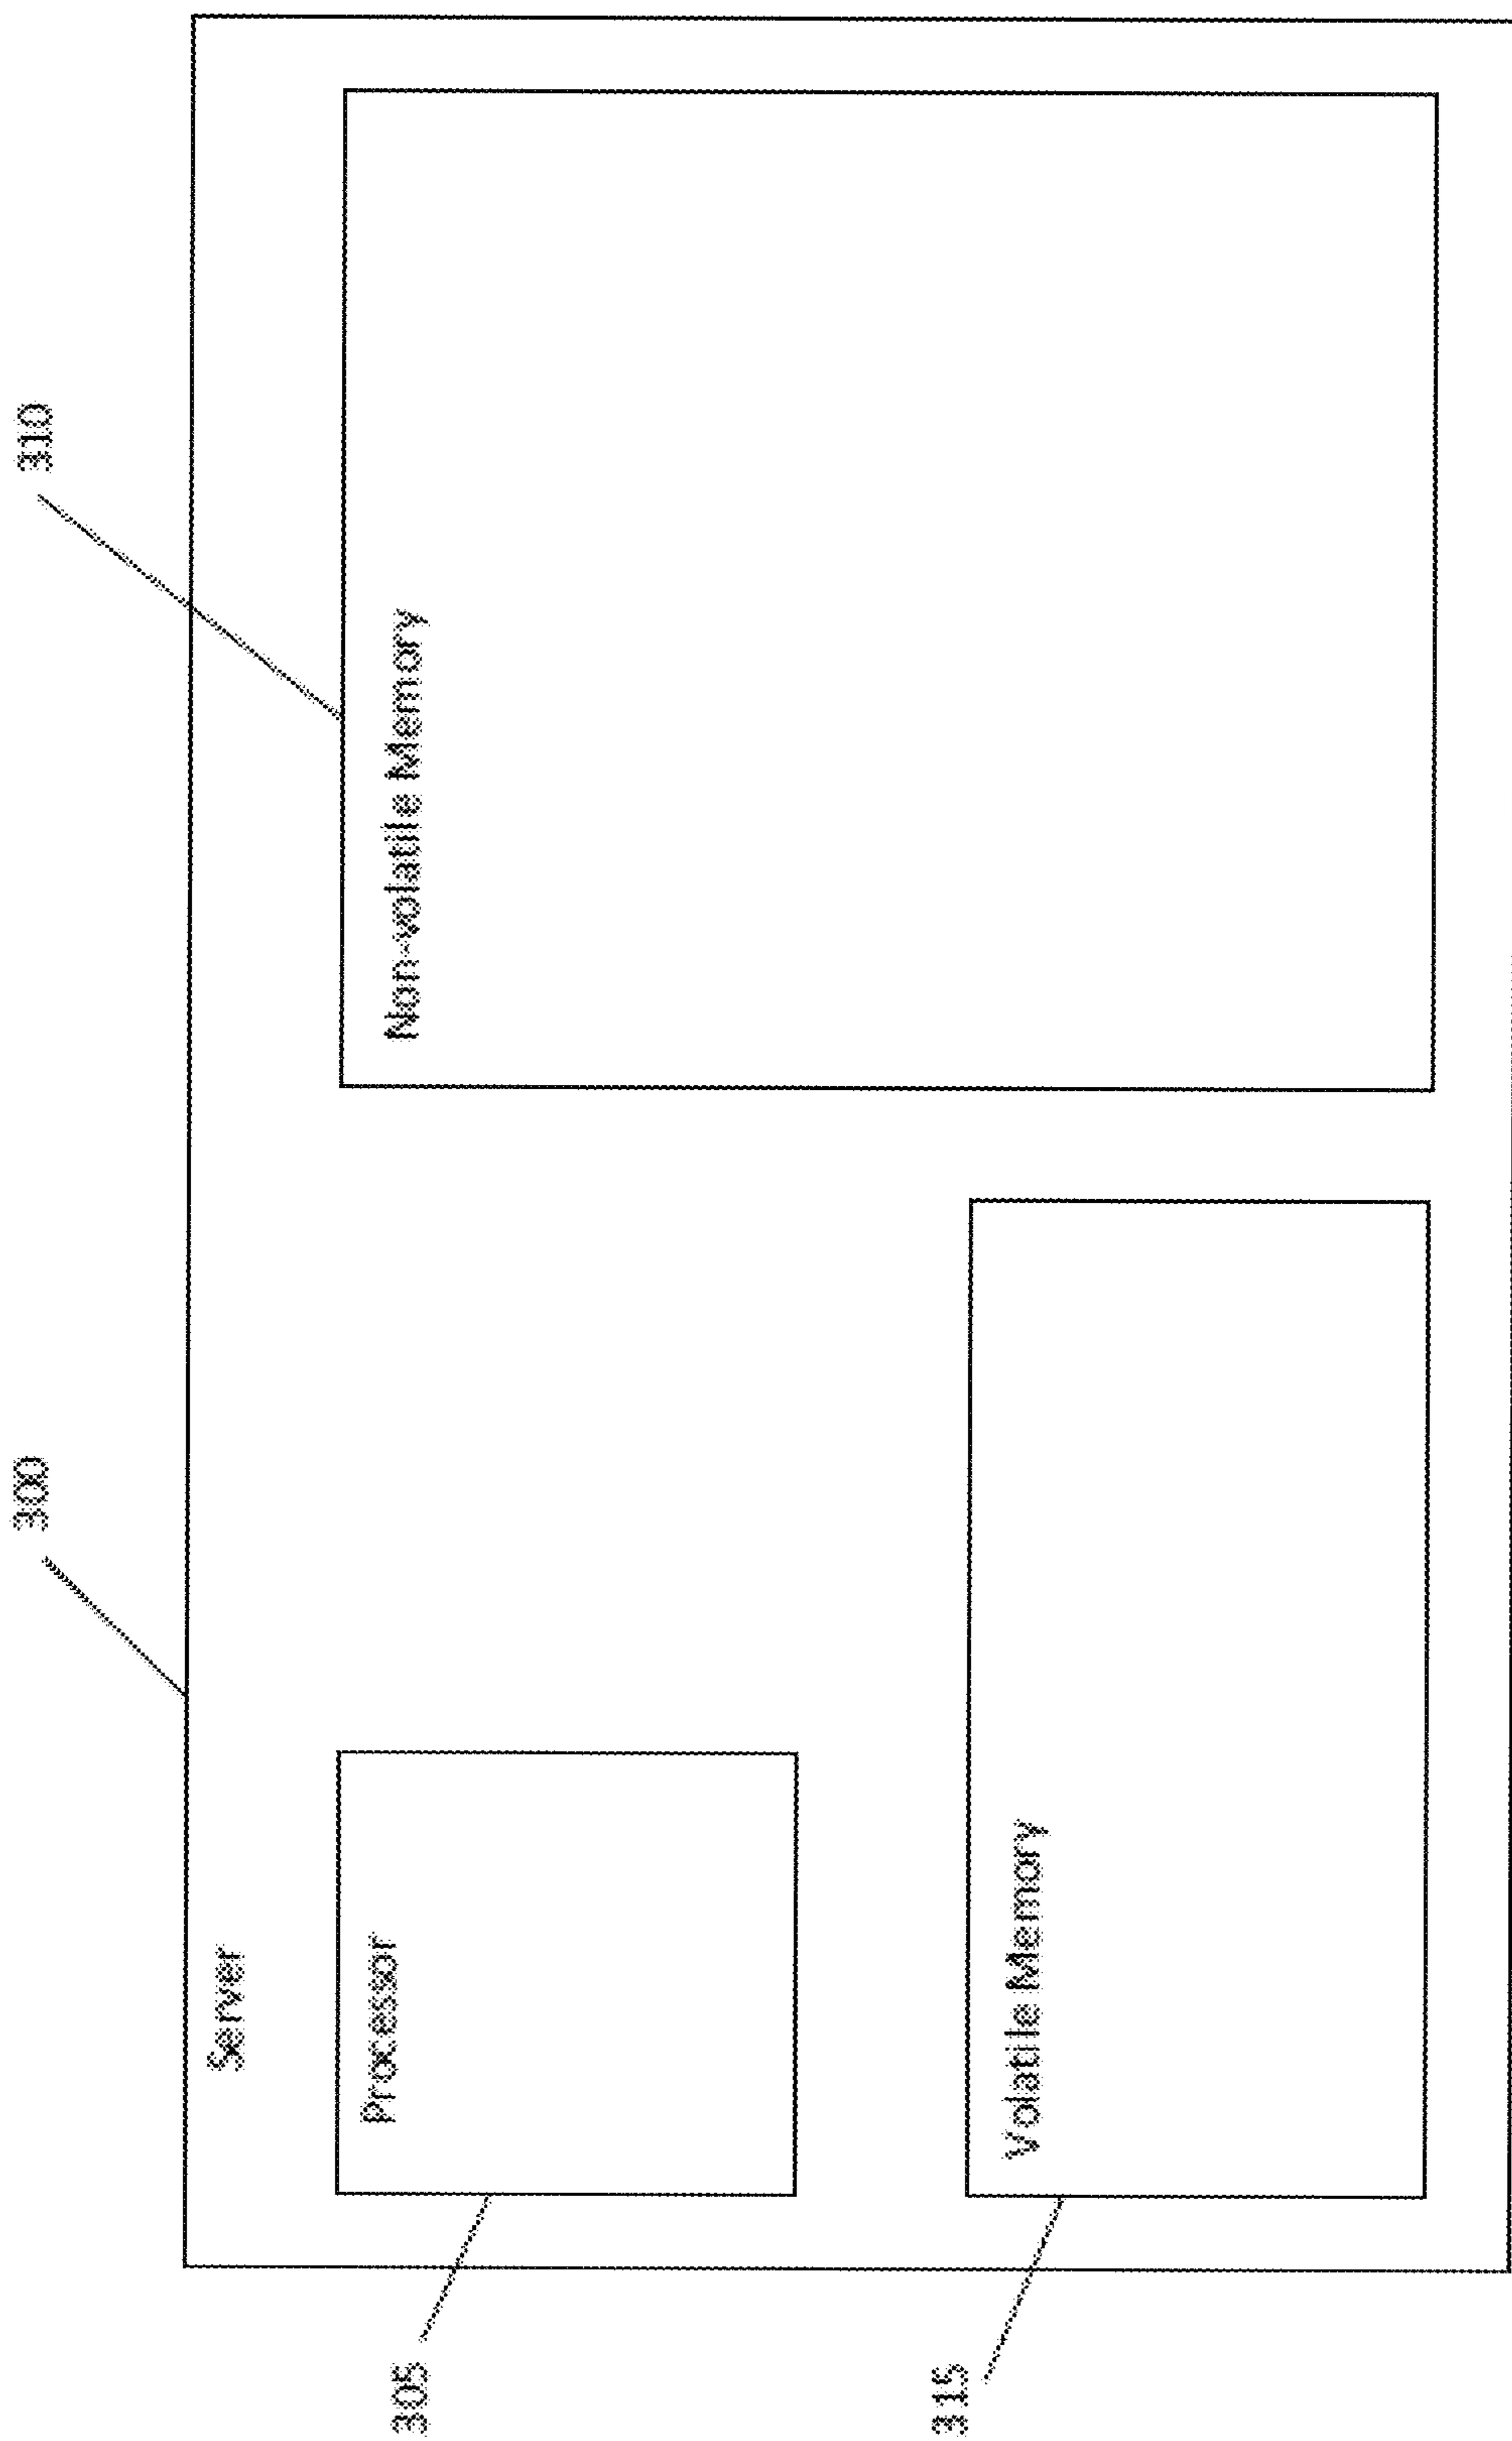 300
310
Server
Processor
Non-volatile Memory
305
Volatile Memory
315